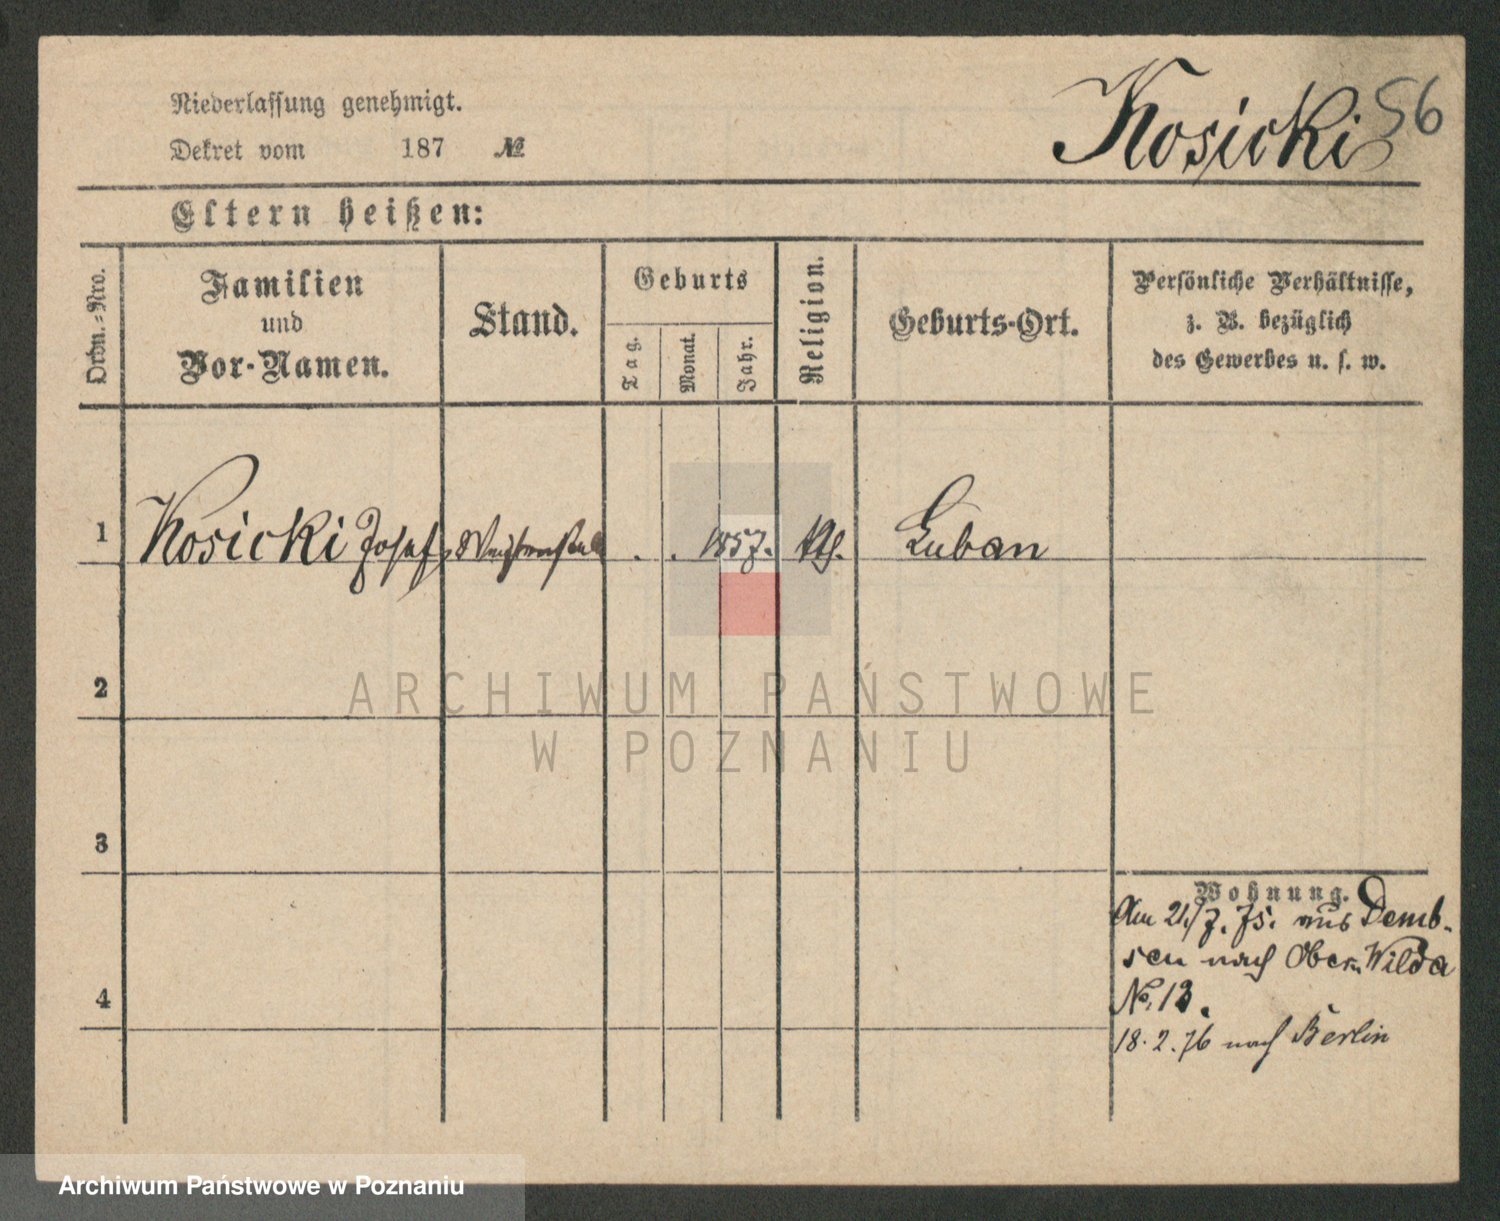 Niederlassung genehmigt.
Dekret vom 187 №
Kosicki
56
Eltern heißen:
Ordn.-Nro.
Familien
und
Vor-Namen.
Stand.
Geburts
Tag.
Monat.
Jahr.
Religion.
Geburts-Ort.
Persönliche Verhältnisse,
z. B. bezüglich
des Gewerbes u. s. w.
1 Kosicki Josef, . . 1857. kth. Luban
2
ARCHIWUM PAŃSTWOWE
W POZNANIU
3
Wohnung.
Am 21/7. 75. aus Demb-
sen nach Ober Wilda
No. 13.
4
18. 2. 76 nach Berlin
Archiwum Państwowe w Poznaniu